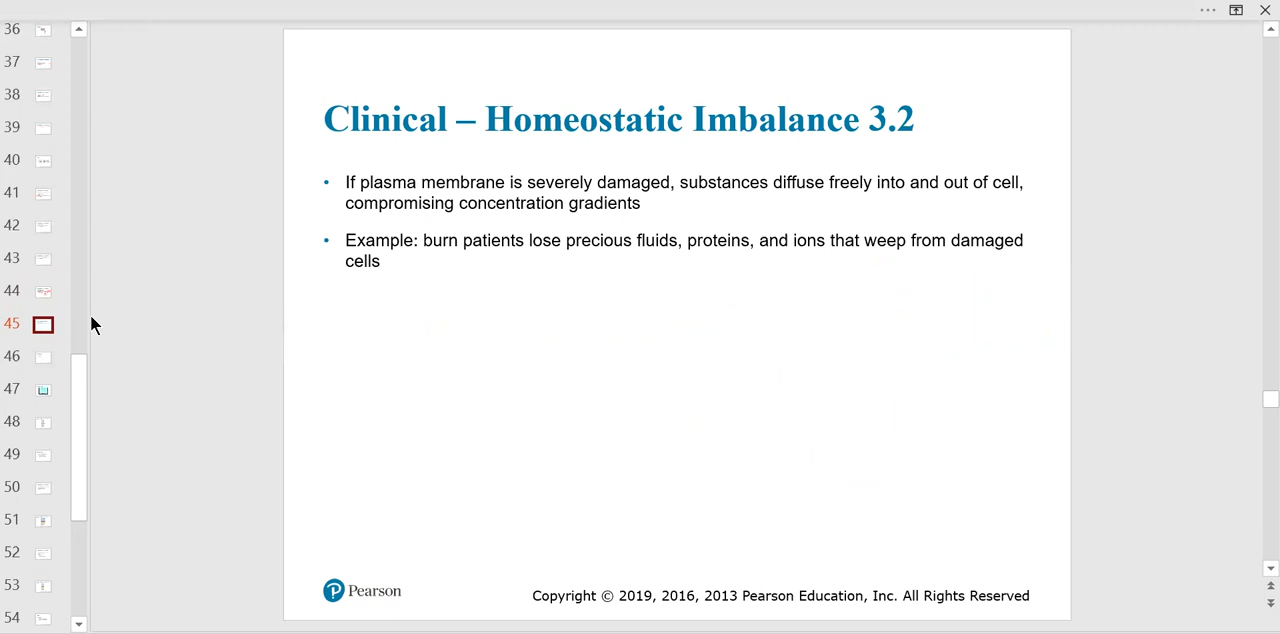 36
37
38
39
40
41
42
43
44
45
46
47
48
49
50
51
52
53
54
Clinical – Homeostatic Imbalance 3.2
• If plasma membrane is severely damaged, substances diffuse freely into and out of cell,
compromising concentration gradients
• Example: burn patients lose precious fluids, proteins, and ions that weep from damaged
cells
P Pearson
Copyright © 2019, 2016, 2013 Pearson Education, Inc. All Rights Reserved